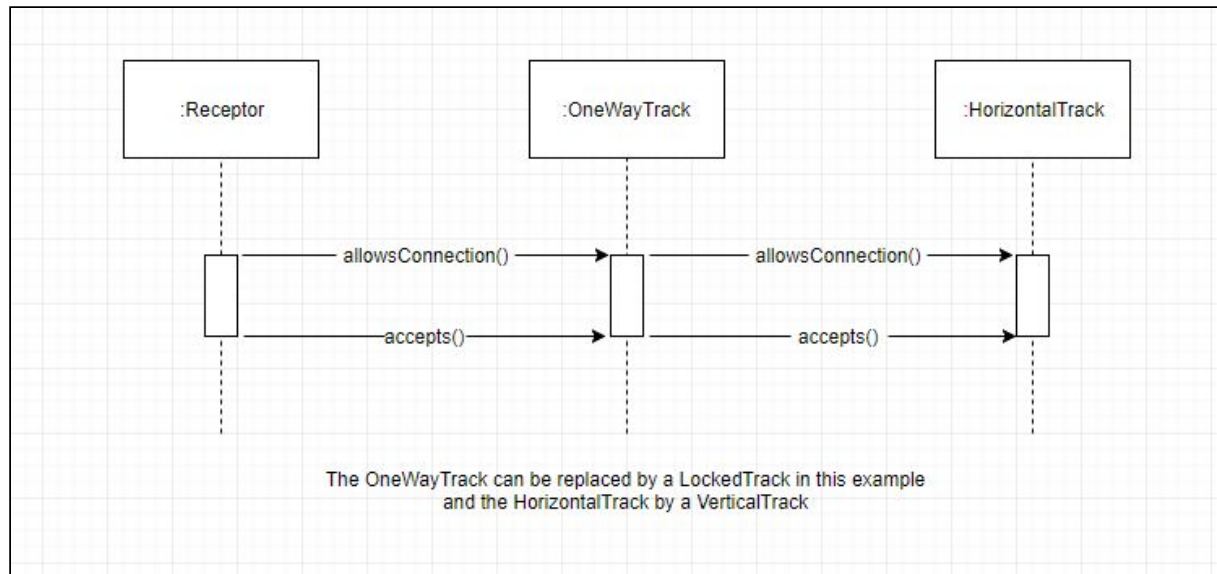 :Receptor
:OneWayTrack
:HorizontalTrack
allowsConnection()
allowsConnection()
accepts()
accepts()
The OneWayTrack can be replaced by a LockedTrack in this example
and the HorizontalTrack by a VerticalTrack